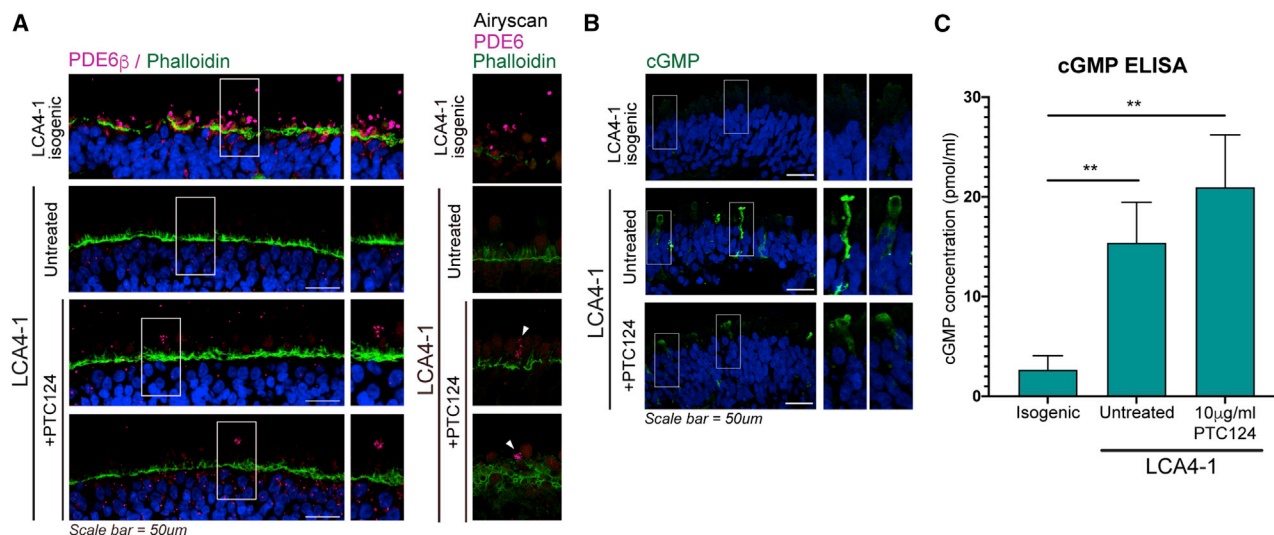 A
PDE6β / Phalloidin
LCA4-1
isogenic
Untreated
LCA4-1
+PTC124
Scale bar = 50um
Airyscan
PDE6
Phalloidin
LCA4-1
isogenic
Untreated
LCA4-1
+PTC124
B
cGMP
LCA4-1
isogenic
Untreated
LCA4-1
+PTC124
Scale bar = 50um
C
cGMP ELISA
cGMP concentration (pmol/ml)
30
20
10
0
**
**
Isogenic
Untreated
10μg/ml
PTC124
LCA4-1